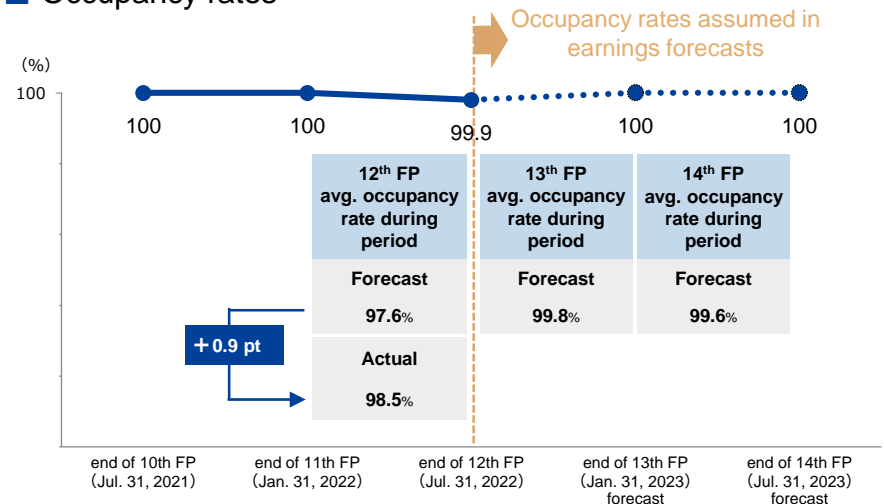 Occupancy rates
Occupancy rates assumed in
earnings forecasts
（%）
100
100
100
99.9
100
100
12th FP
avg. occupancy
rate during
period
Forecast
97.6%
Actual
98.5%
+0.9 pt
13th FP
avg. occupancy
rate during
period
Forecast
99.8%
14th FP
avg. occupancy
rate during
period
Forecast
99.6%
end of 10th FP
（Jul. 31, 2021）
end of 11th FP
（Jan. 31, 2022）
end of 12th FP
（Jul. 31, 2022）
end of 13th FP
（Jan. 31, 2023）
forecast
end of 14th FP
（Jul. 31, 2023）
forecast